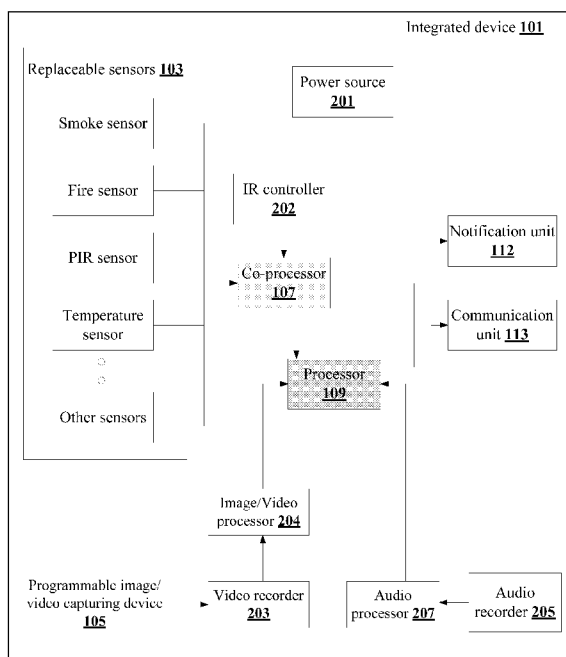 Integrated device 101
Replaceable sensors 103
Power source
201
Smoke sensor
Fire sensor
IR controller
202
PIR sensor
Notification unit
112
Co-processor
107
Temperature
sensor
Communication
unit 113
Processor
109
Other sensors
Image/Video
processor 204
Programmable image/
video capturing device
105
Video recorder
203
Audio
processor 207
Audio
recorder 205